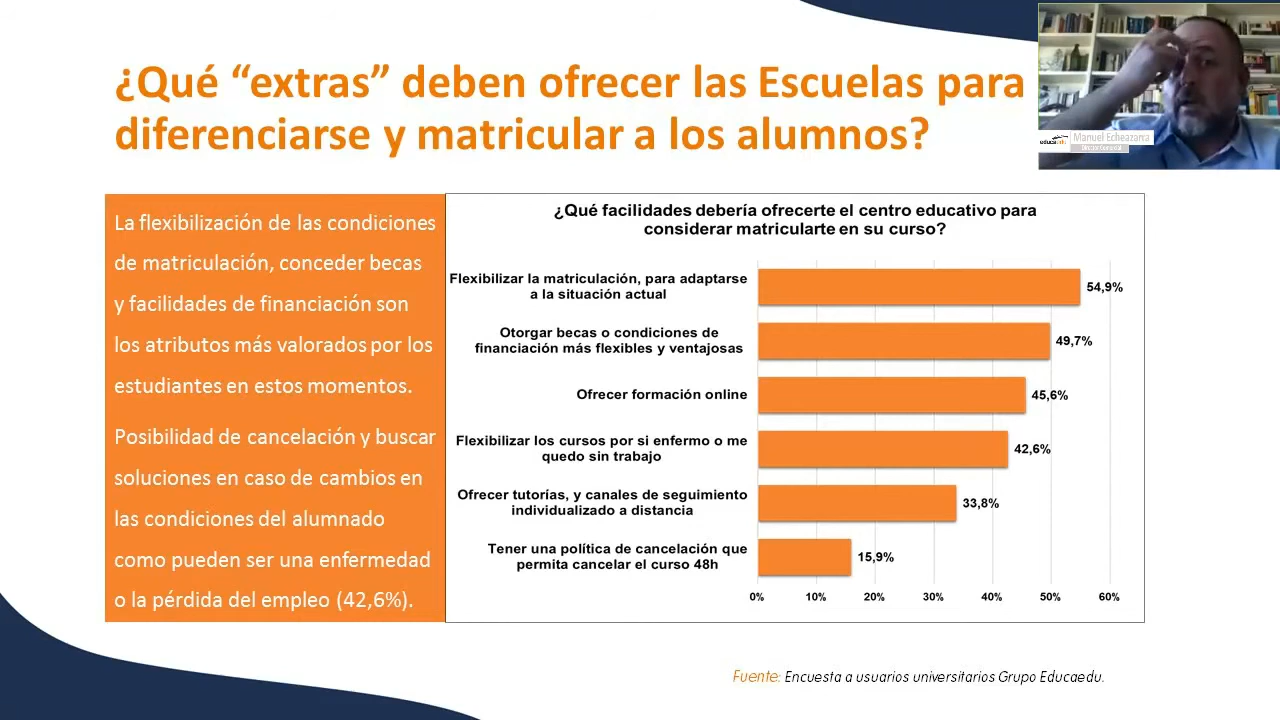 ¿Qué “extras” deben ofrecer las Escuelas para
diferenciarse y matricular a los alumnos?
educaedu
Manuel Echeazarra
Director General
La flexibilización de las condiciones
de matriculación, conceder becas
y facilidades de financiación son
los atributos más valorados por los
estudiantes en estos momentos.
Posibilidad de cancelación y buscar
soluciones en caso de cambios en
las condiciones del alumnado
como pueden ser una enfermedad
o la pérdida del empleo (42,6%).
¿Qué facilidades debería ofrecerte el centro educativo para
considerar matricularte en su curso?
Flexibilizar la matriculación, para adaptarse
a la situación actual
54,9%
Otorgar becas o condiciones de
financiación más flexibles y ventajosas
49,7%
Ofrecer formación online
45,6%
Flexibilizar los cursos por si enfermo o me
quedo sin trabajo
42,6%
Ofrecer tutorías, y canales de seguimiento
individualizado a distancia
33,8%
Tener una política de cancelación que
permita cancelar el curso 48h
15,9%
0% 10% 20% 30% 40% 50% 60%
Fuente: Encuesta a usuarios universitarios Grupo Educaedu.